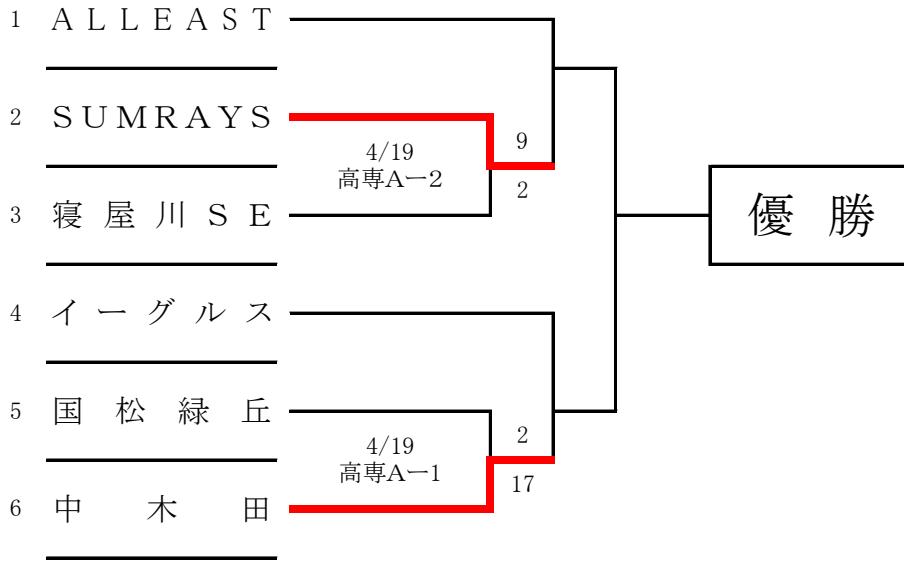 1 ALLEAST
2 SUMRAYS
4/19
高専Aー2
9
2
3 寝屋川SE
優勝
4 イーグルス
5 国松緑丘
4/19
高専Aー1
2
17
6 中木田